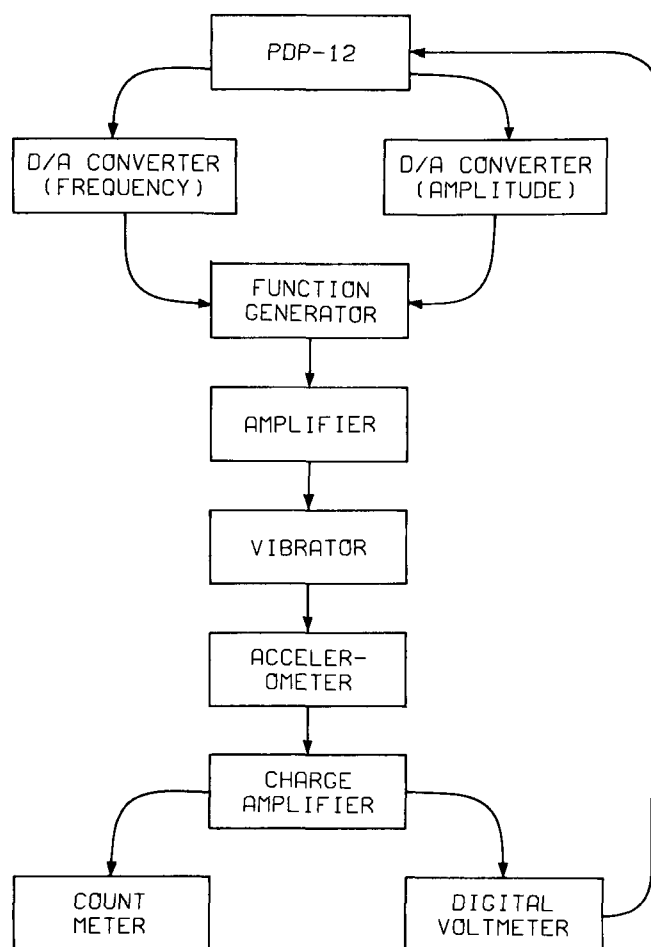 PDP-12
D/A CONVERTER
(FREQUENCY)
D/A CONVERTER
(AMPLITUDE)
FUNCTION
GENERATOR
AMPLIFIER
VIBRATOR
ACCELER-
OMETER
CHARGE
AMPLIFIER
COUNT
METER
DIGITAL
VOLTMETER